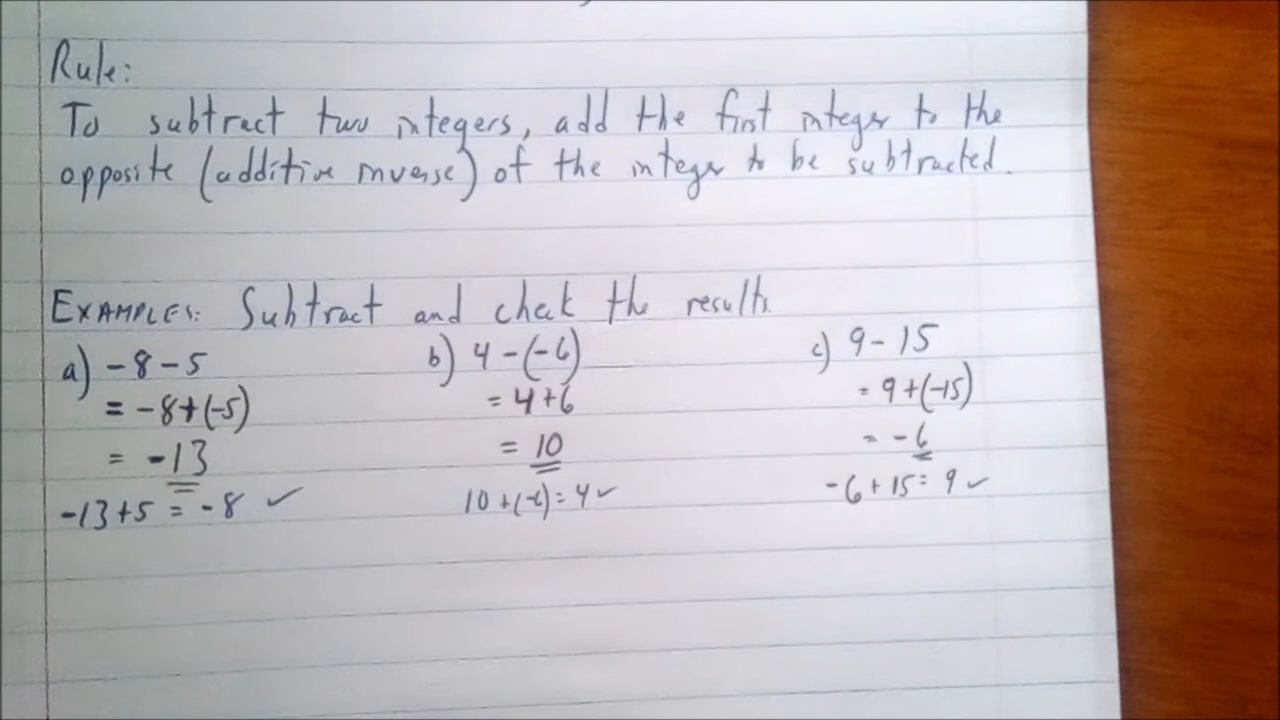 Rule:
To subtract two integers, add the first integer to the
opposite (additive inverse) of the integer to be subtracted.
EXAMPLES: Subtract and check the results.
a) -8-5
= -8+(-5)
= -13
-13+5 = -8 ✓
b) 4-(-6)
= 4+6
= 10
10+(-6)=4 ✓
c) 9-15
= 9+(-15)
= -6
-6+15=9 ✓